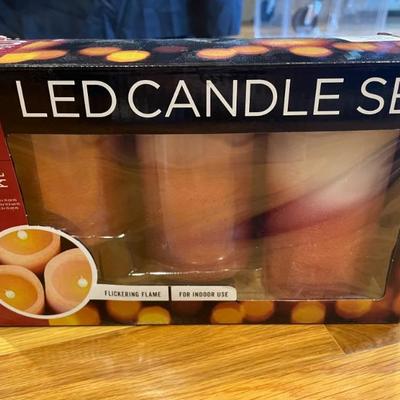 LED CANDLE SE
FLICKERING FLAME
FOR INDOOR USE